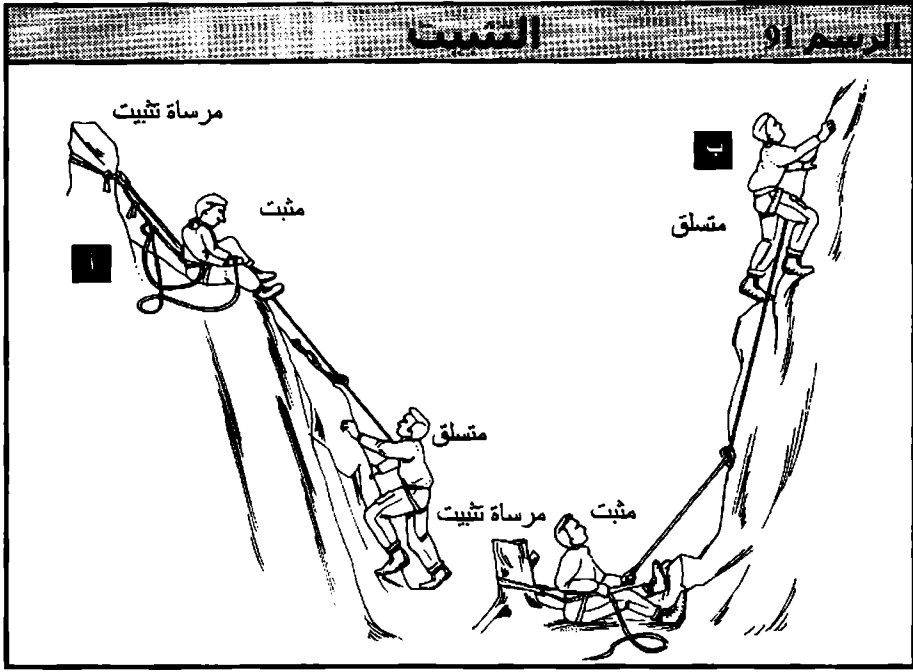 الرسم 91
التثبيت
مرساة تثبيت
مثبت
أ
متسلق
ب
متسلق
مثبت
مرساة تثبيت